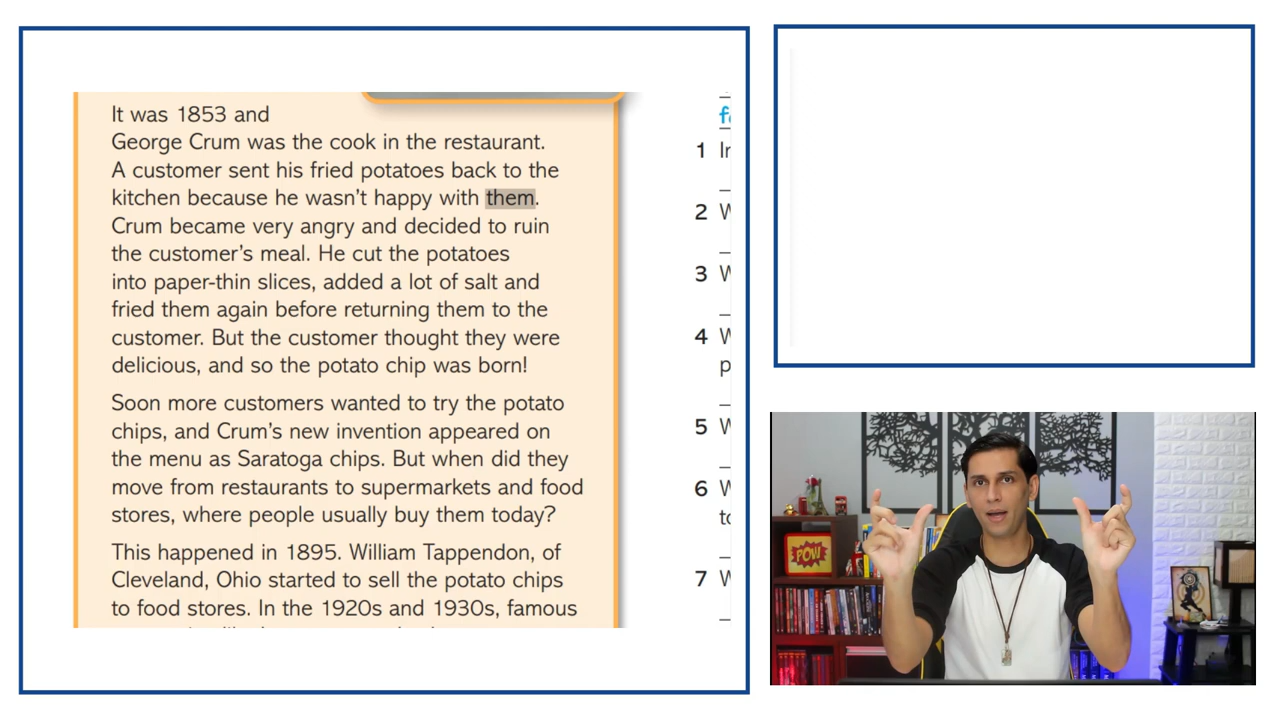 It was 1853 and
George Crum was the cook in the restaurant.
A customer sent his fried potatoes back to the
kitchen because he wasn't happy with them.
Crum became very angry and decided to ruin
the customer's meal. He cut the potatoes
into paper-thin slices, added a lot of salt and
fried them again before returning them to the
customer. But the customer thought they were
delicious, and so the potato chip was born!
Soon more customers wanted to try the potato
chips, and Crum's new invention appeared on
the menu as Saratoga chips. But when did they
move from restaurants to supermarkets and food
stores, where people usually buy them today?
This happened in 1895. William Tappendon, of
Cleveland, Ohio started to sell the potato chips
to food stores. In the 1920s and 1930s, famous
1
2
3
4
5
6
7
POW